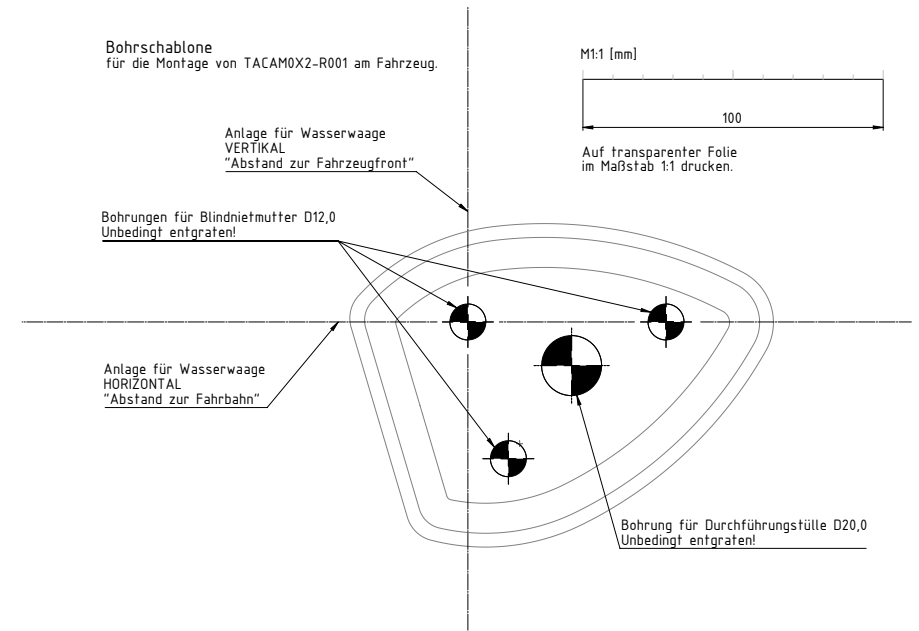 Bohrschablone
für die Montage von TACAM0X2-R001 am Fahrzeug.
M1:1 [mm]
100
Auf transparenter Folie
im Maßstab 1:1 drucken.
Anlage für Wasserwaage
VERTIKAL
"Abstand zur Fahrzeugfront"
Bohrungen für Blindnietmutter D12,0
Unbedingt entgraten!
Anlage für Wasserwaage
HORIZONTAL
"Abstand zur Fahrbahn"
Bohrung für Durchführungstülle D20,0
Unbedingt entgraten!